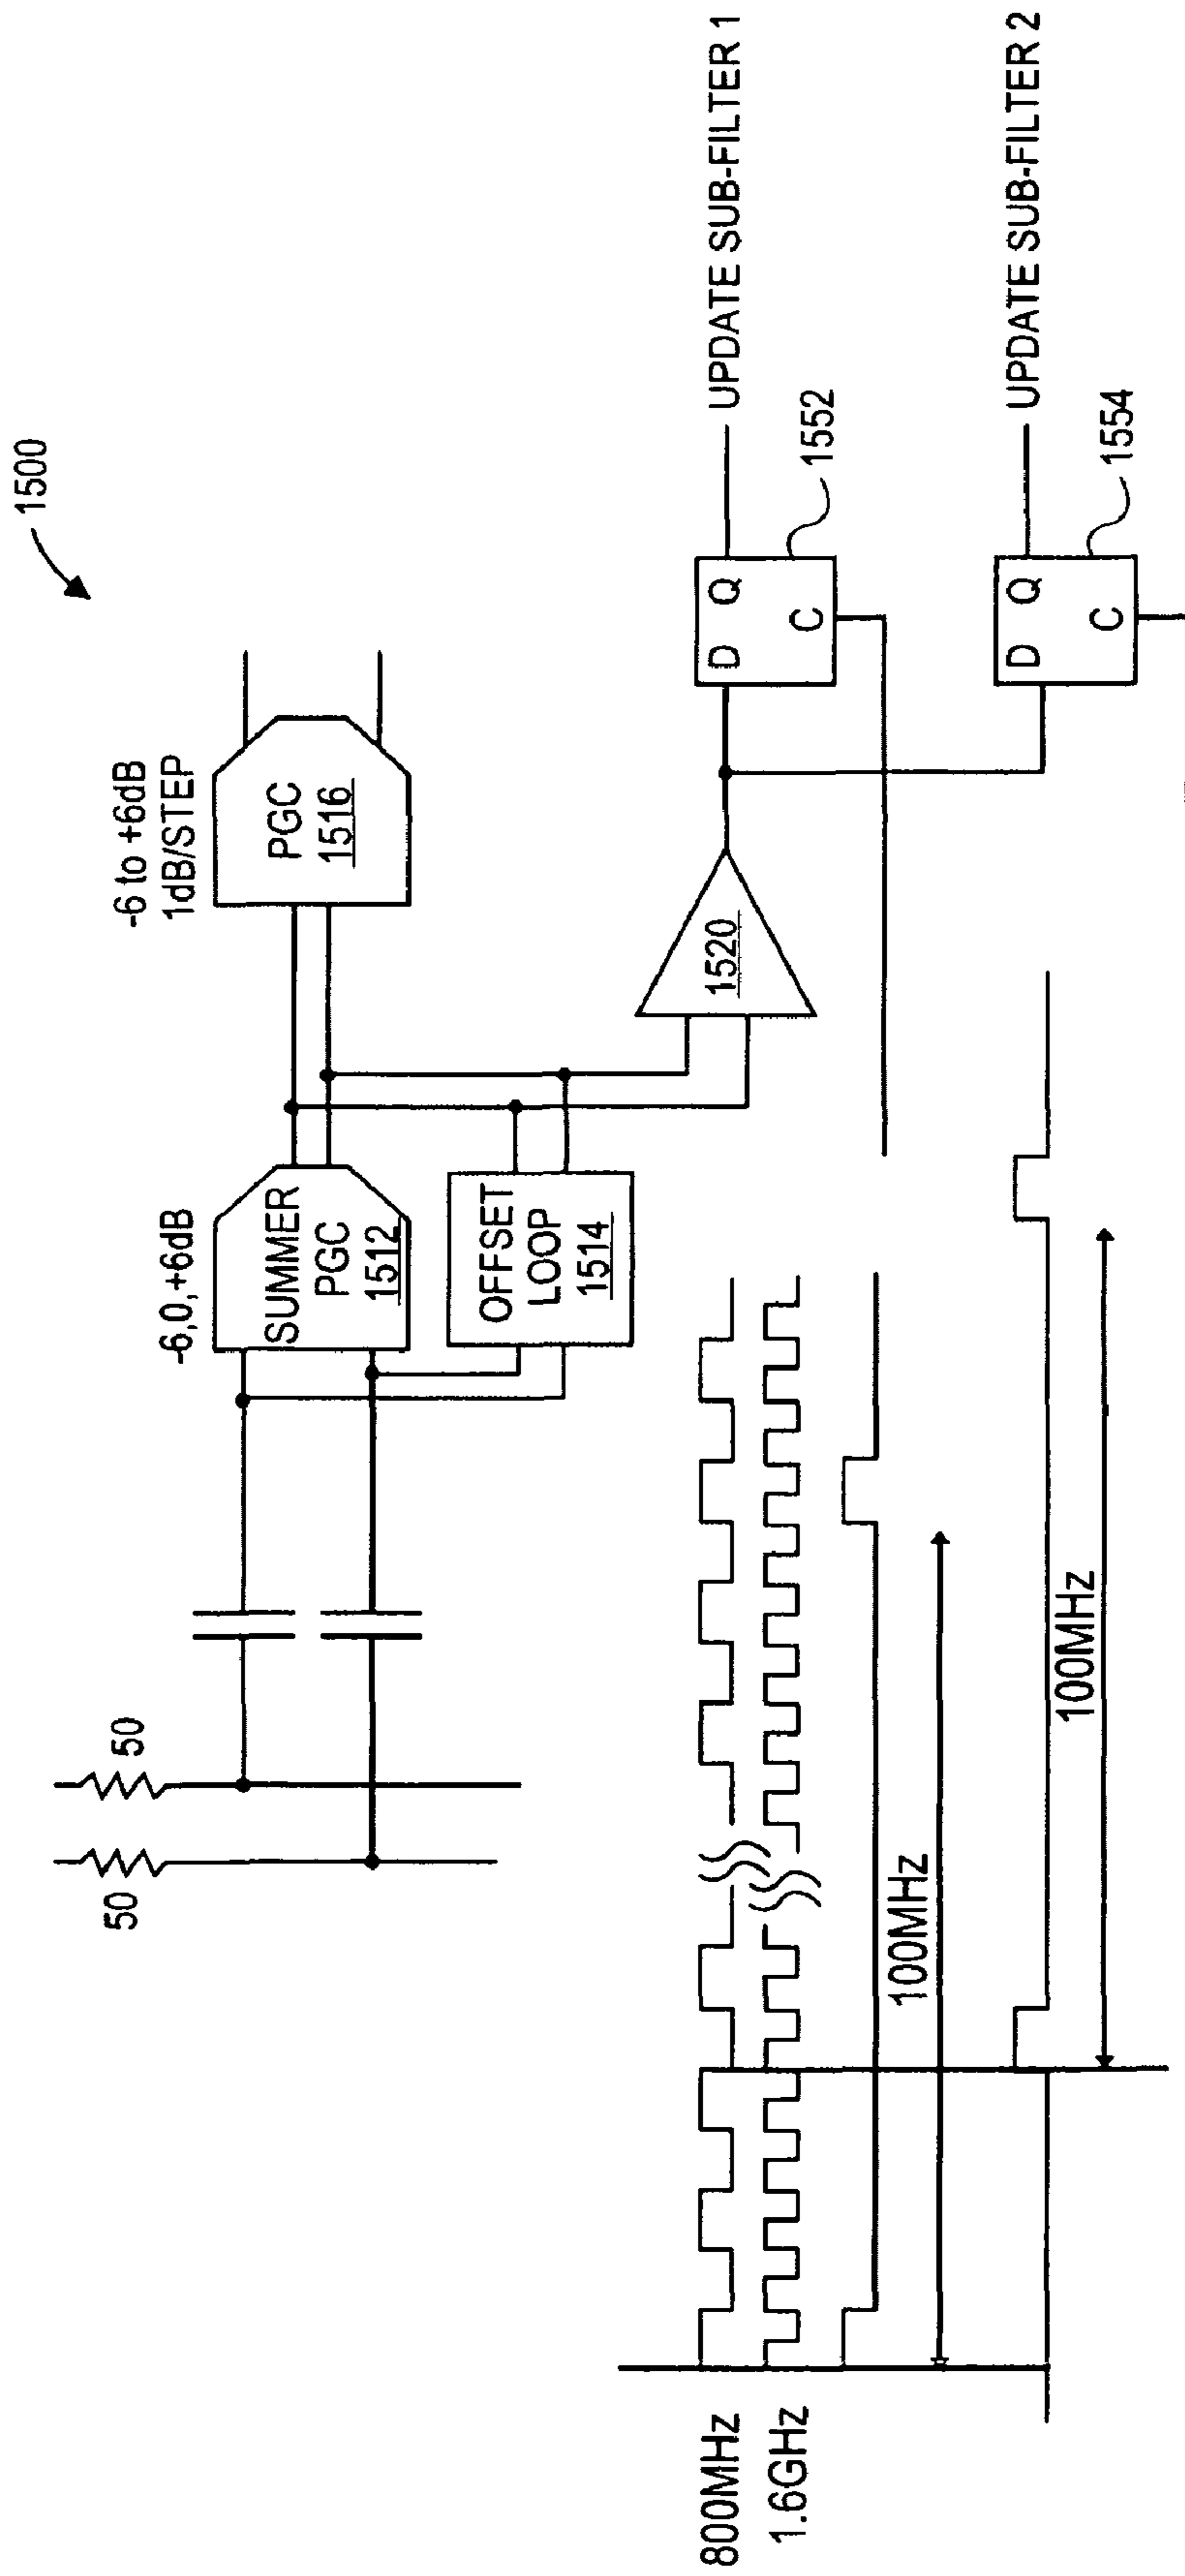 1500
50
50
-6,0,+6dB
SUMMER
PGC
1512
OFFSET
LOOP
1514
-6 to +6dB
1dB/STEP
PGC
1516
1520
D Q
C
1552
UPDATE SUB-FILTER 1
D Q
C
1554
UPDATE SUB-FILTER 2
800MHz
1.6GHz
100MHz
100MHz